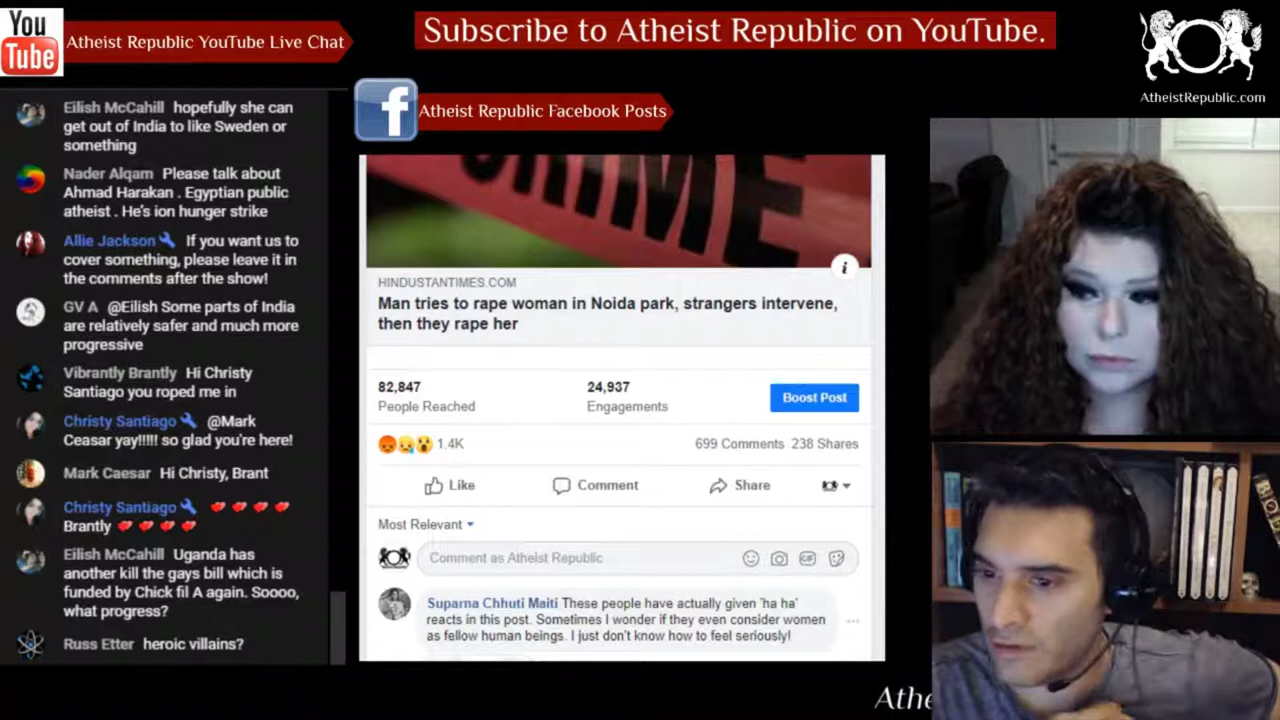 You
Tube
Atheist Republic YouTube Live Chat
Subscribe to Atheist Republic on YouTube.
AtheistRepublic.com
Eilish McCahill hopefully she can
get out of India to like Sweden or
something
Nader Alqam Please talk about
Ahmad Harakan . Egyptian public
atheist . He's ion hunger strike
Allie Jackson If you want us to
cover something, please leave it in
the comments after the show!
GV A @Eilish Some parts of India
are relatively safer and much more
progressive
Vibrantly Brantly Hi Christy
Santiago you roped me in
Christy Santiago @Mark
Ceasar yay!!!!! so glad you're here!
Mark Caesar Hi Christy, Brant
Christy Santiago
Brantly
Eilish McCahill Uganda has
another kill the gays bill which is
funded by Chick fil A again. Soooo,
what progress?
Russ Etter heroic villains?
f
Atheist Republic Facebook Posts
CRIME
i
HINDUSTANTIMES.COM
Man tries to rape woman in Noida park, strangers intervene,
then they rape her
82,847
People Reached
24,937
Engagements
Boost Post
1.4K
699 Comments 238 Shares
Like
Comment
Share
Most Relevant
Comment as Atheist Republic
GIF
Suparna Chhuti Maiti These people have actually given 'ha ha'
reacts in this post. Sometimes I wonder if they even consider women
as fellow human beings. I just don't know how to feel seriously!
Athe